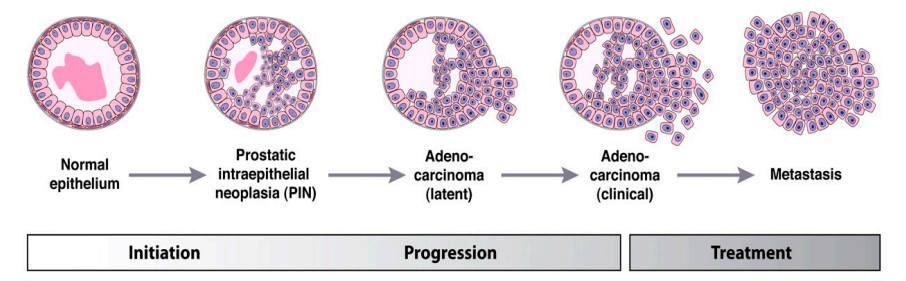 Normal
epithelium
Prostatic
intraepithelial
neoplasia (PIN)
Adeno-
carcinoma
(latent)
Adeno-
carcinoma
(clinical)
Metastasis
Initiation
Progression
Treatment